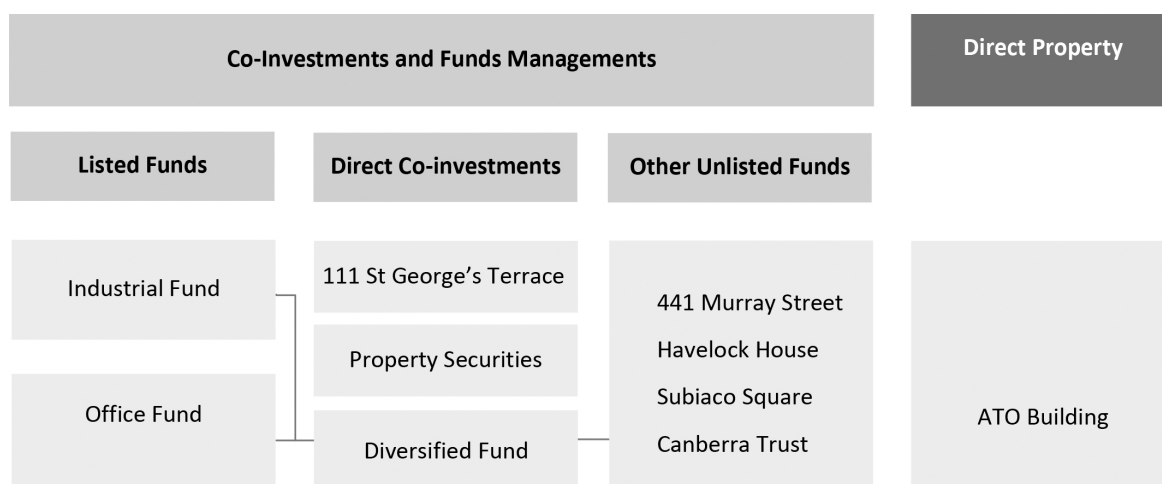 Co-Investments and Funds Managements
Direct Property
Listed Funds
Direct Co-investments
Other Unlisted Funds
Industrial Fund
Office Fund
111 St George’s Terrace
Property Securities
Diversified Fund
441 Murray Street
Havelock House
Subiaco Square
Canberra Trust
ATO Building